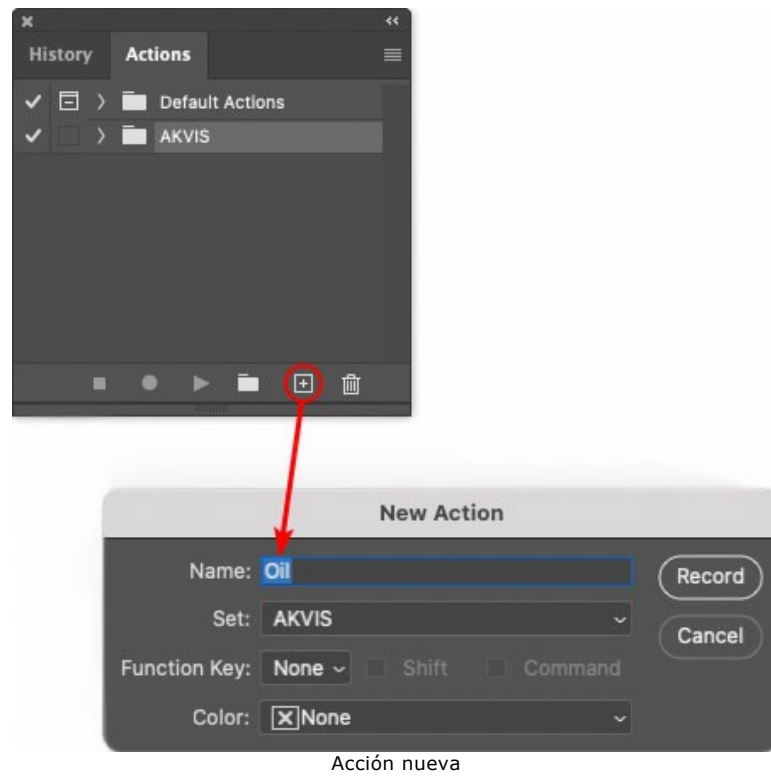 History Actions
Default Actions
AKVIS
New Action
Name: Oil
Record
Set: AKVIS
Cancel
Function Key: None Shift Command
Color: None
Acción nueva